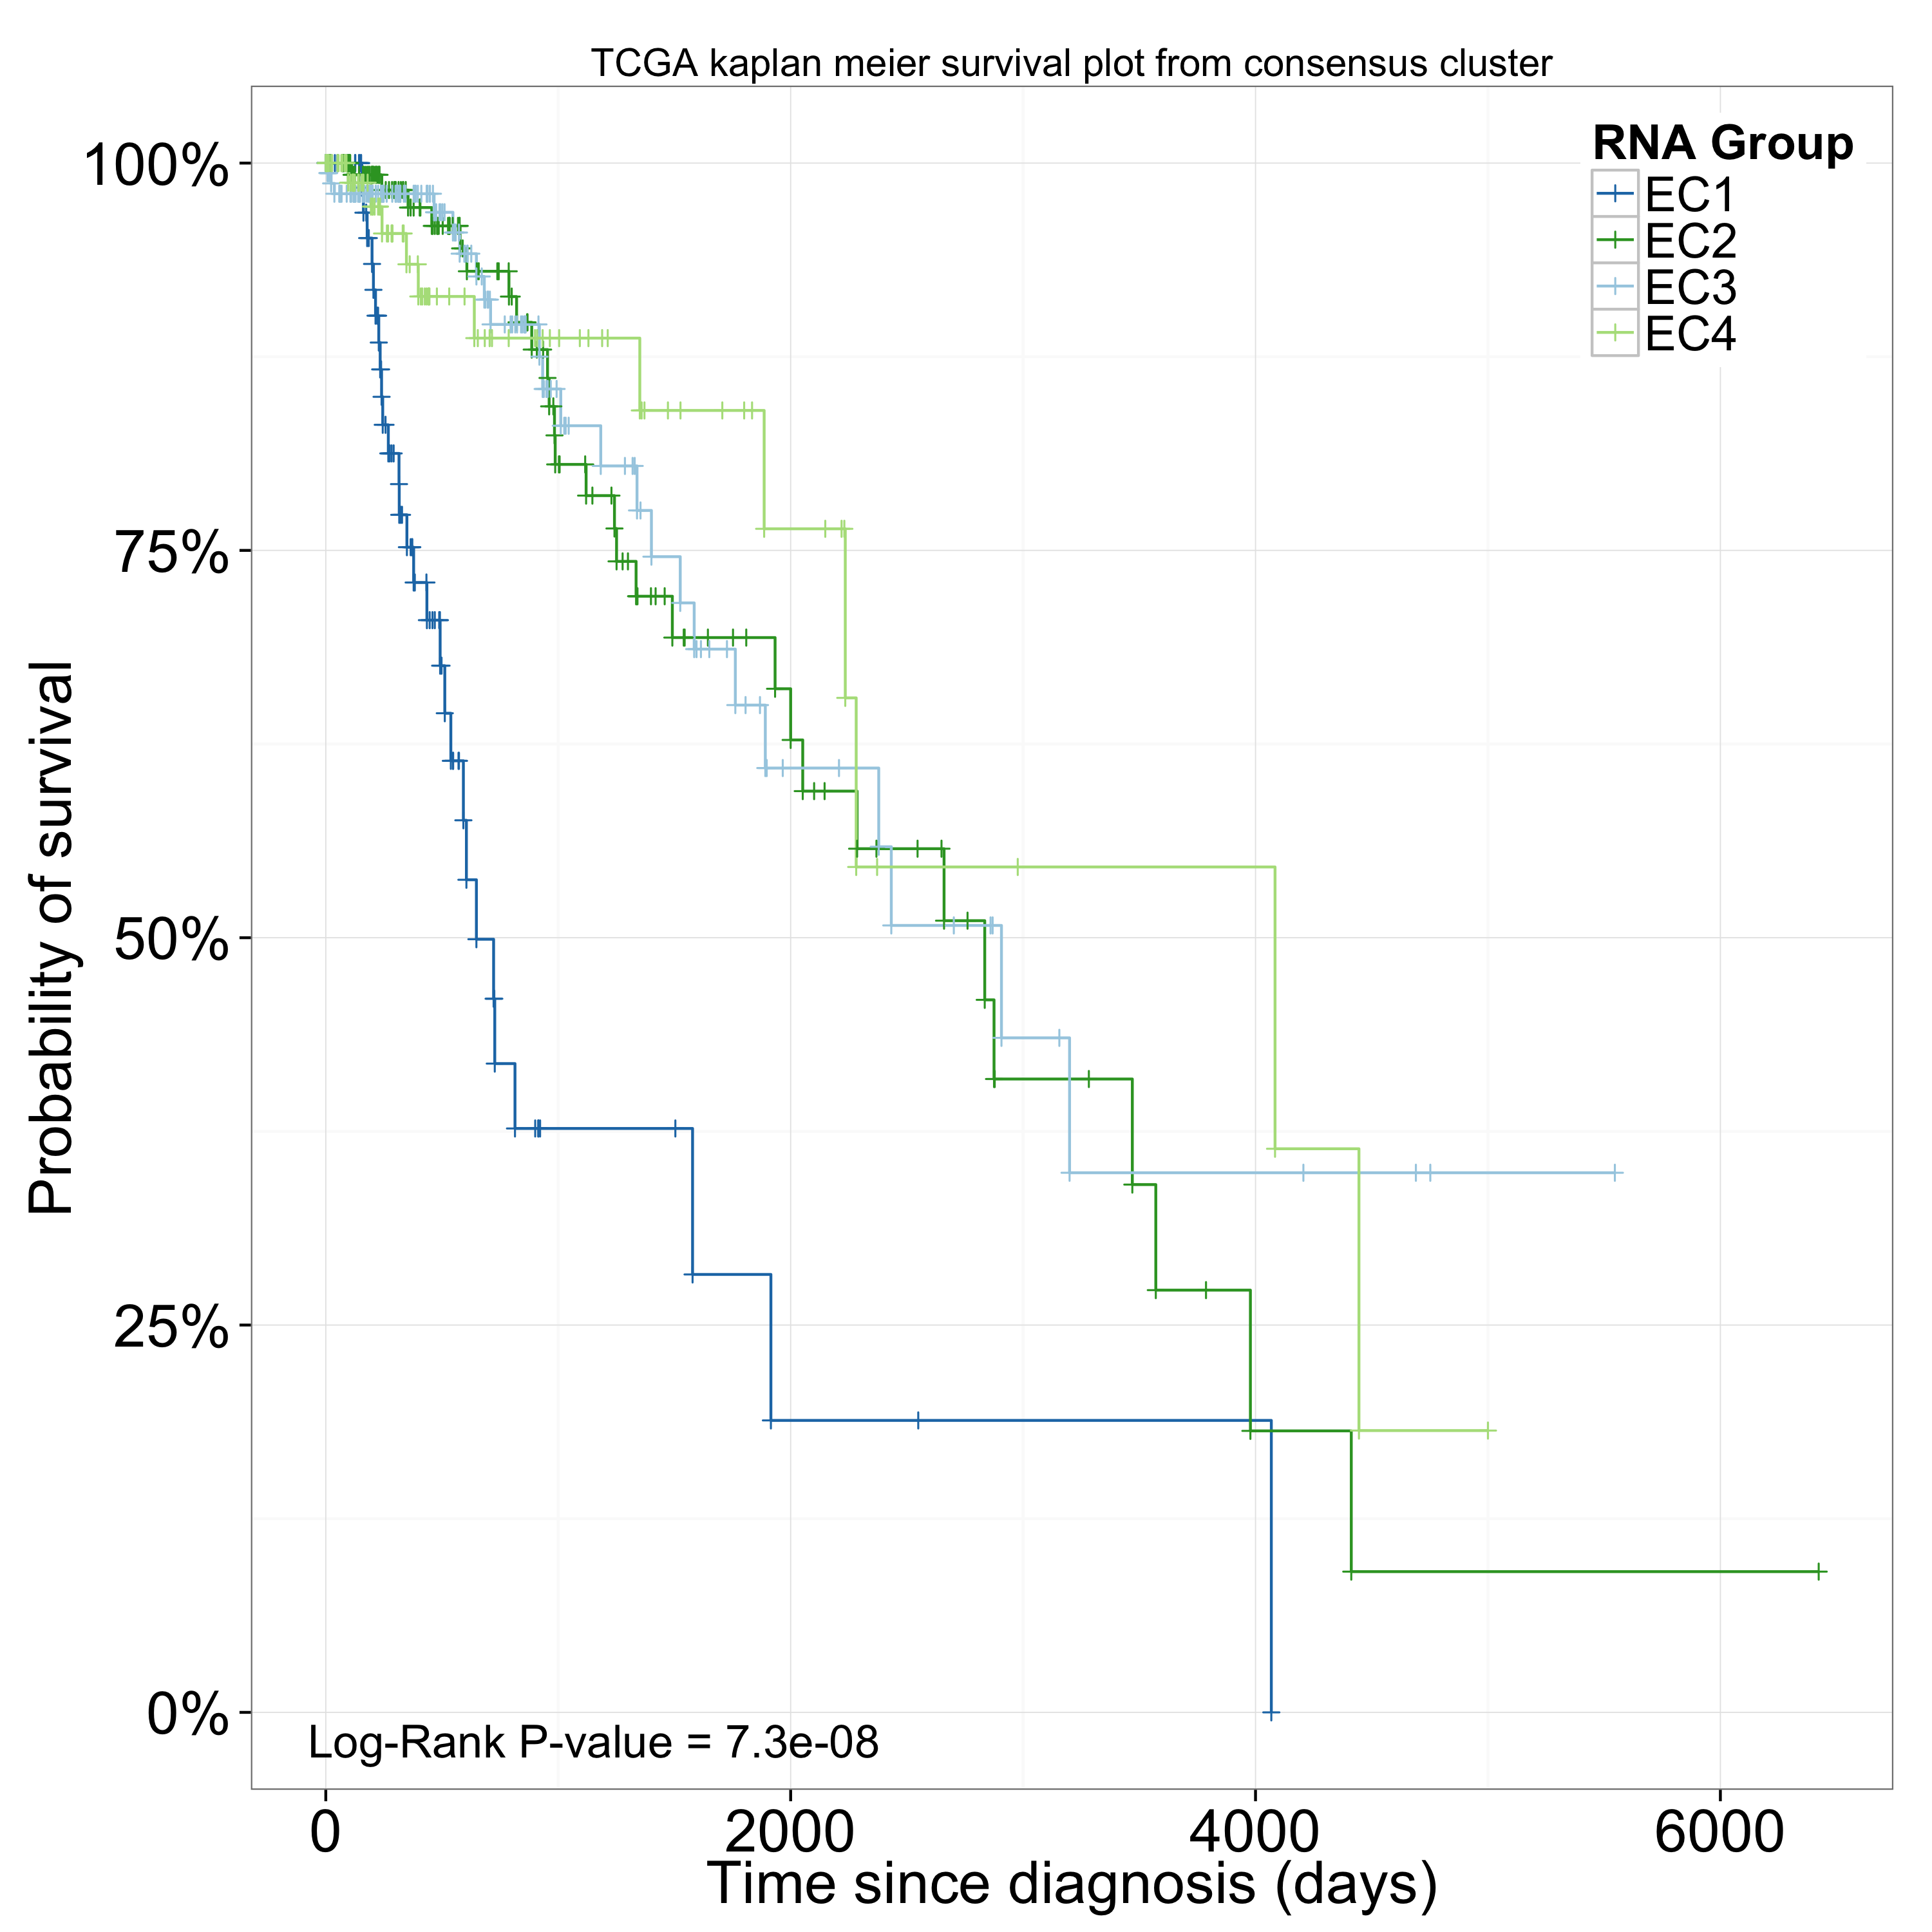 TCGA kaplan meier survival plot from consensus cluster
RNA Group
EC1
EC2
EC3
EC4
100%
75%
50%
25%
0%
Probability of survival
Log-Rank P-value = 7.3e-08
0 2000 4000 6000
Time since diagnosis (days)